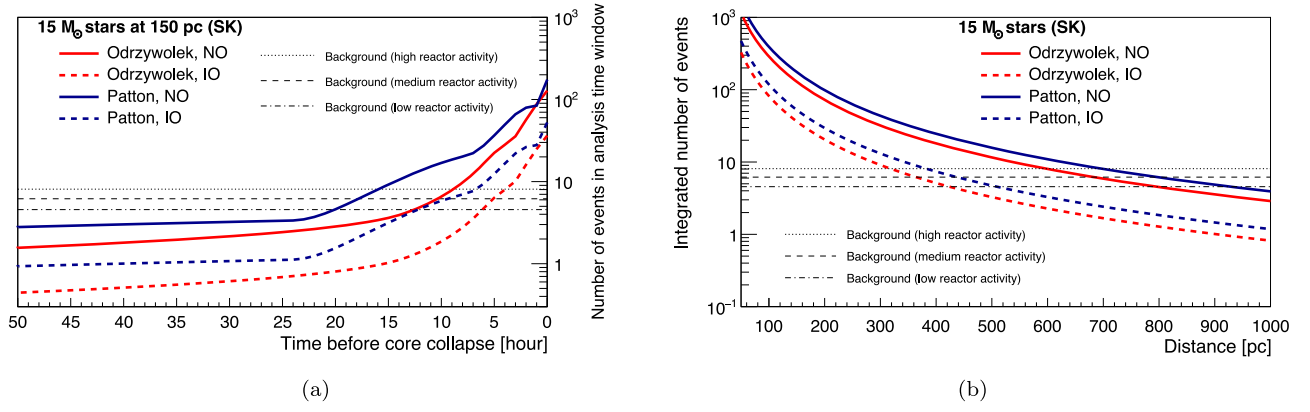 15 M⊙ stars at 150 pc (SK)
Odrzywolek, NO
Odrzywolek, IO
Patton, NO
Patton, IO
Background (high reactor activity)
Background (medium reactor activity)
Background (low reactor activity)
10³
10²
10
1
Number of events in analysis time window
50 45 40 35 30 25 20 15 10 5 0
Time before core collapse [hour]
(a)
15 M⊙ stars (SK)
Odrzywolek, NO
Odrzywolek, IO
Patton, NO
Patton, IO
Background (high reactor activity)
Background (medium reactor activity)
Background (low reactor activity)
Integrated number of events
10³
10²
10
1
10⁻¹
100 200 300 400 500 600 700 800 900 1000
Distance [pc]
(b)